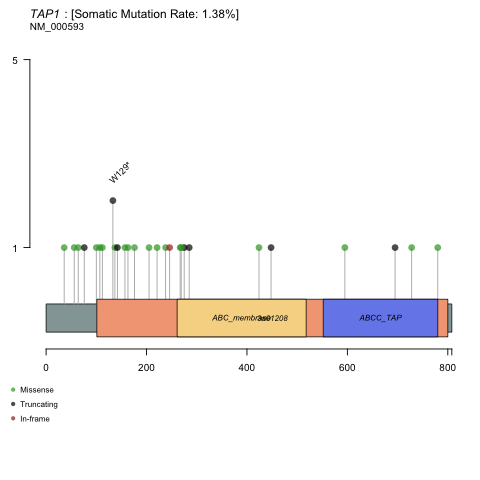 TAP1 : [Somatic Mutation Rate: 1.38%]
NM_000593
5
W129*
1
ABC_membrane
3a01208
ABCC_TAP
0 200 400 600 800
Missense
Truncating
In-frame